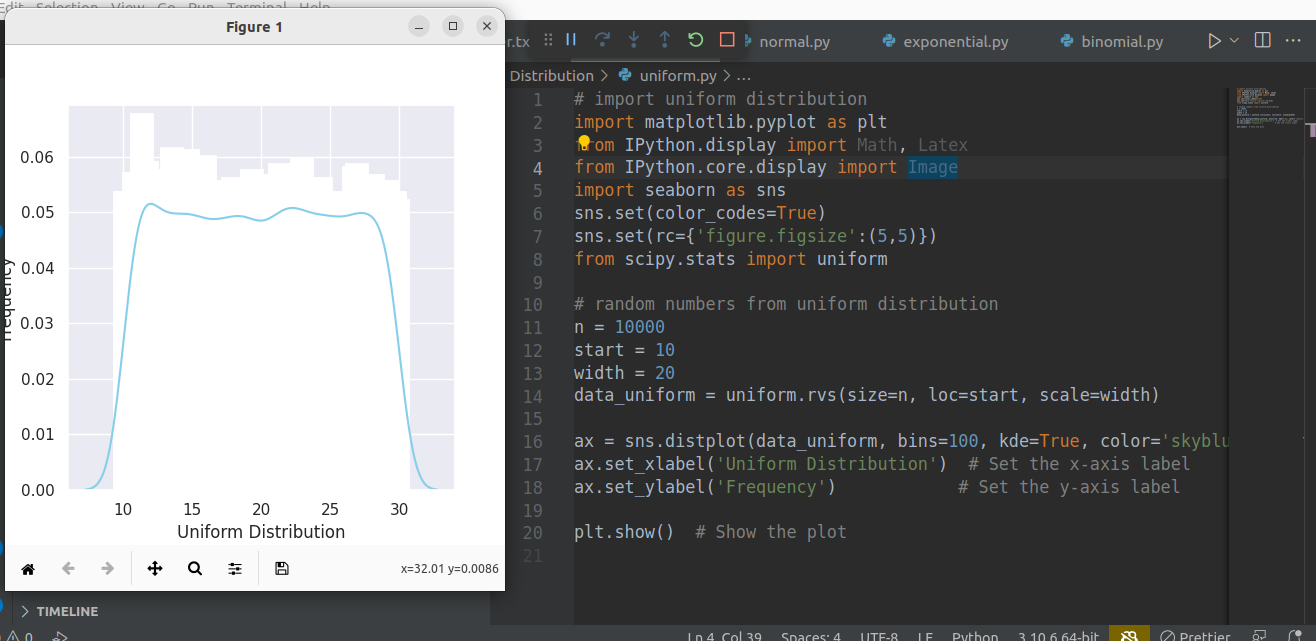 Edit Selection View Go Run Terminal Help
Figure 1
r.tx
normal.py
exponential.py
binomial.py
Distribution > uniform.py > ...
1 # import uniform distribution
2 import matplotlib.pyplot as plt
3 from IPython.display import Math, Latex
4 from IPython.core.display import Image
5 import seaborn as sns
6 sns.set(color_codes=True)
7 sns.set(rc={'figure.figsize':(5,5)})
8 from scipy.stats import uniform
9
10 # random numbers from uniform distribution
11 n = 10000
12 start = 10
13 width = 20
14 data_uniform = uniform.rvs(size=n, loc=start, scale=width)
15
16 ax = sns.distplot(data_uniform, bins=100, kde=True, color='skyblu
17 ax.set_xlabel('Uniform Distribution')  # Set the x-axis label
18 ax.set_ylabel('Frequency')            # Set the y-axis label
19
20 plt.show()  # Show the plot
21
0.06
0.05
0.04
0.03
0.02
0.01
0.00
Frequency
10 15 20 25 30
Uniform Distribution
x=32.01 y=0.0086
> TIMELINE
0
Ln 4, Col 39 Spaces: 4 UTF-8 LF Python 3.10.6 64-bit Prettier